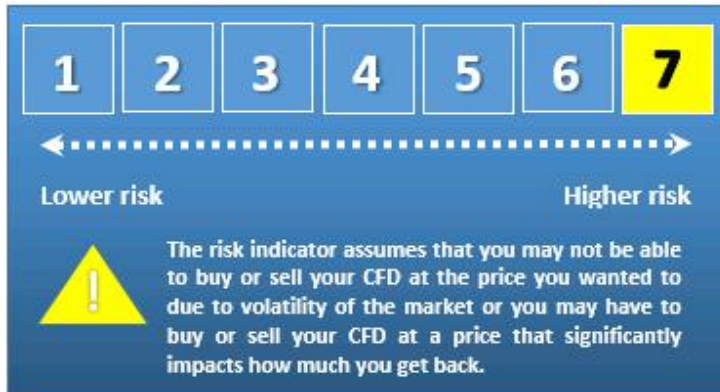 1 2 3 4 5 6 7
Lower risk Higher risk
!
The risk indicator assumes that you may not be able
to buy or sell your CFD at the price you wanted to
due to volatility of the market or you may have to
buy or sell your CFD at a price that significantly
impacts how much you get back.